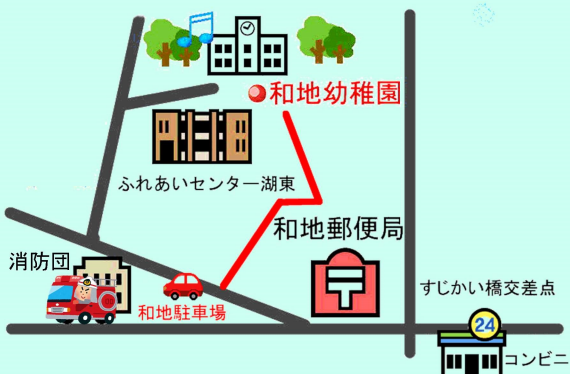 和地幼稚園
ふれあいセンター湖東
和地郵便局
消防団
和地駐車場
すじかい橋交差点
24
コンビニ